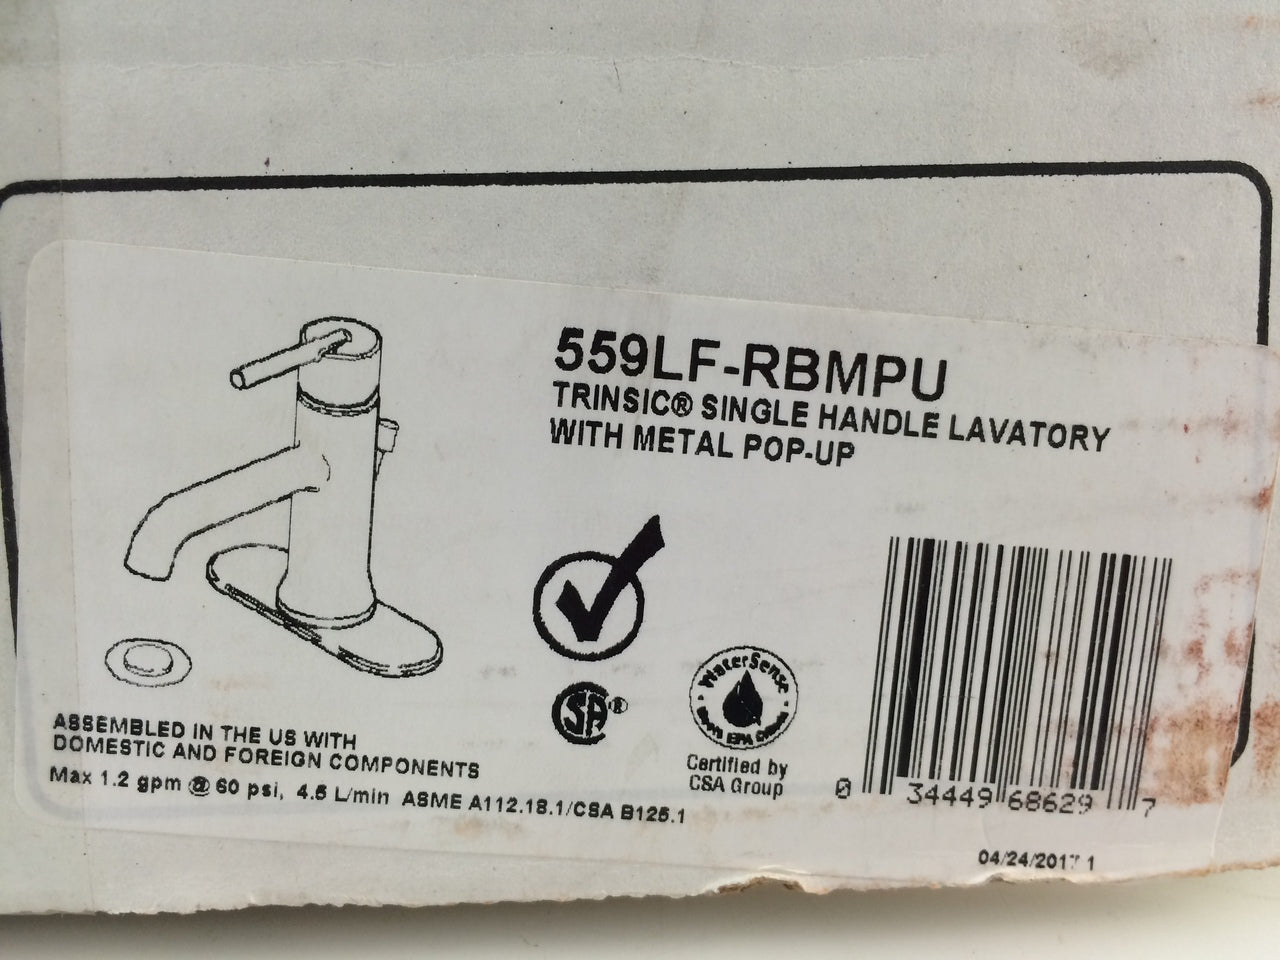 559LF-RBMPU
TRINSIC® SINGLE HANDLE LAVATORY
WITH METAL POP-UP
CSA®
WaterSense
Certified by
CSA Group
ASSEMBLED IN THE US WITH
DOMESTIC AND FOREIGN COMPONENTS
Max 1.2 gpm @ 60 psi, 4.5 L/min ASME A112.18.1/CSA B125.1
0 34449 68629 7
04/24/2017 1